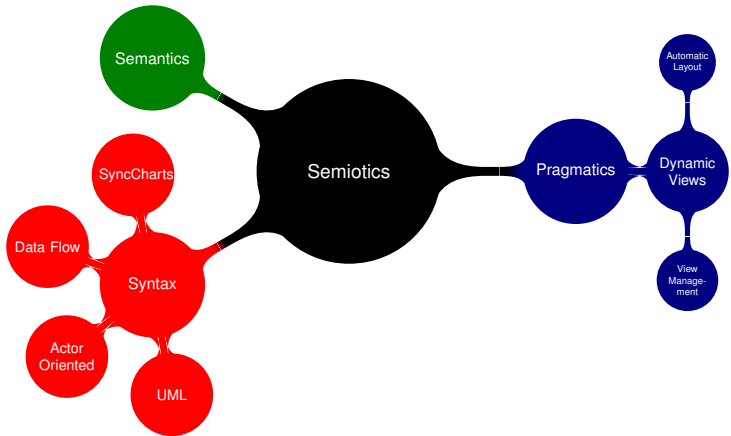 Semantics
SyncCharts
Data Flow
Syntax
Actor
Oriented
UML
Semiotics
Pragmatics
Automatic
Layout
Dynamic
Views
View
Manage-
ment